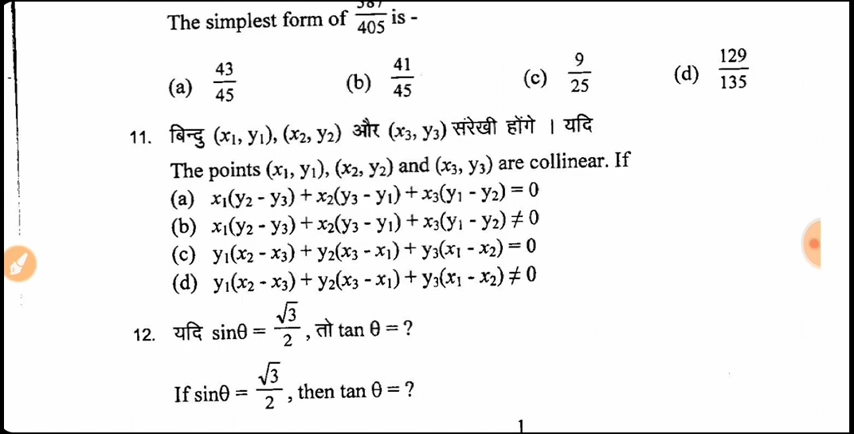 The simplest form of 387/405 is -
(a) 43/45 (b) 41/45 (c) 9/25 (d) 129/135
11. बिन्दु (x₁, y₁), (x₂, y₂) और (x₃, y₃) संरेखी होंगे । यदि
The points (x₁, y₁), (x₂, y₂) and (x₃, y₃) are collinear. If
(a) x₁(y₂ - y₃) + x₂(y₃ - y₁) + x₃(y₁ - y₂) = 0
(b) x₁(y₂ - y₃) + x₂(y₃ - y₁) + x₃(y₁ - y₂) ≠ 0
(c) y₁(x₂ - x₃) + y₂(x₃ - x₁) + y₃(x₁ - x₂) = 0
(d) y₁(x₂ - x₃) + y₂(x₃ - x₁) + y₃(x₁ - x₂) ≠ 0
12. यदि sinθ = √3/2, तो tan θ = ?
If sinθ = √3/2, then tan θ = ?
1